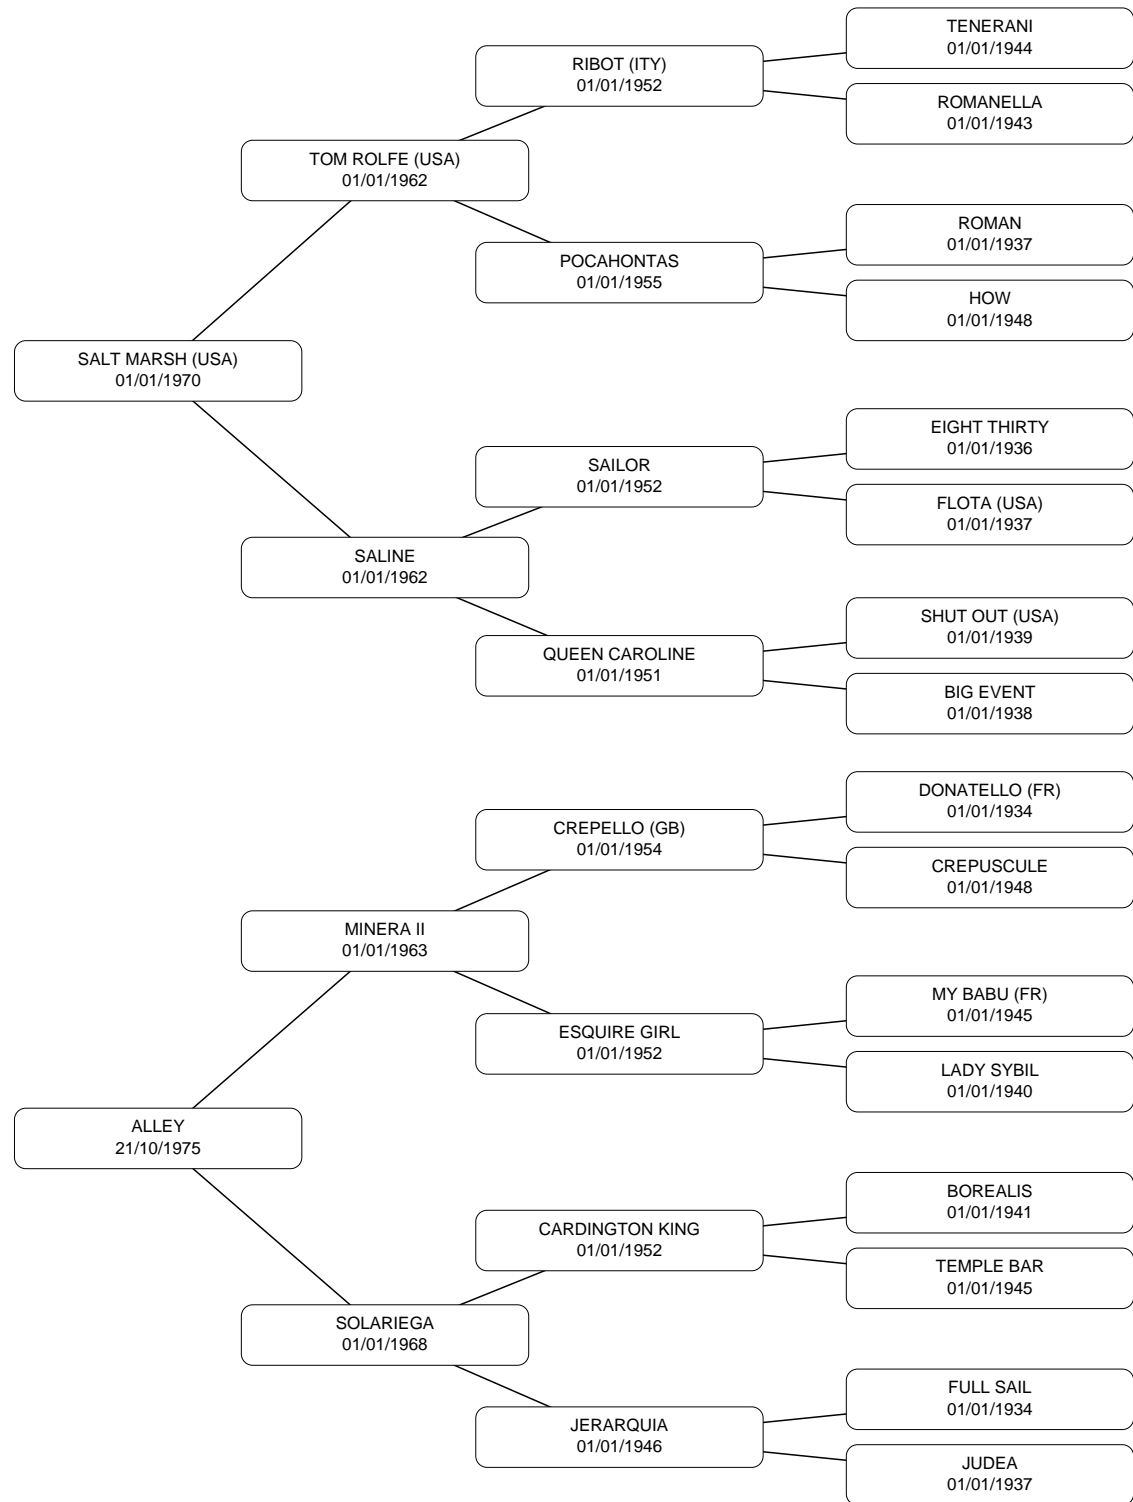 TENERANI
01/01/1944
RIBOT (ITY)
01/01/1952
ROMANELLA
01/01/1943
TOM ROLFE (USA)
01/01/1962
ROMAN
01/01/1937
POCAHONTAS
01/01/1955
HOW
01/01/1948
SALT MARSH (USA)
01/01/1970
EIGHT THIRTY
01/01/1936
SAILOR
01/01/1952
FLOTA (USA)
01/01/1937
SALINE
01/01/1962
SHUT OUT (USA)
01/01/1939
QUEEN CAROLINE
01/01/1951
BIG EVENT
01/01/1938
DONATELLO (FR)
01/01/1934
CREPELLO (GB)
01/01/1954
CREPUSCULE
01/01/1948
MINERA II
01/01/1963
MY BABU (FR)
01/01/1945
ESQUIRE GIRL
01/01/1952
LADY SYBIL
01/01/1940
ALLEY
21/10/1975
BOREALIS
01/01/1941
CARDINGTON KING
01/01/1952
TEMPLE BAR
01/01/1945
SOLARIEGA
01/01/1968
FULL SAIL
01/01/1934
JERARQUIA
01/01/1946
JUDEA
01/01/1937